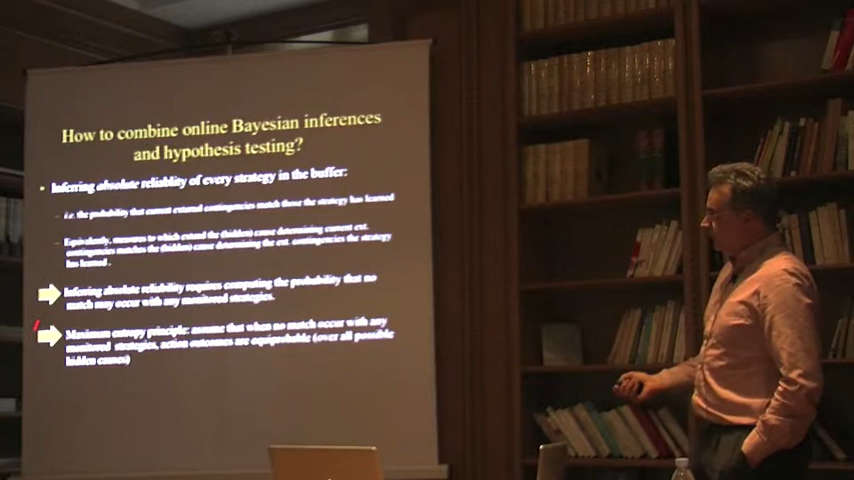 How to combine online Bayesian inferences
and hypothesis testing?
• Inferring absolute reliablity of every strategy in the buffer:
– i.e. the probability that current external contingencies match those the strategy has learned
– Equivalently, measures to which extend the (hidden) cause determining current ext.
contingencies matches the (hidden) cause determining the ext. contingencies the strategy
has learned .
Inferring absolute reliability requires computing the probability that no
match may occur with any monitored strategies.
Maximum entropy principle: assume that when no match occur with any
monitored strategies, action outcomes are equiprobable (over all possible
hidden causes)